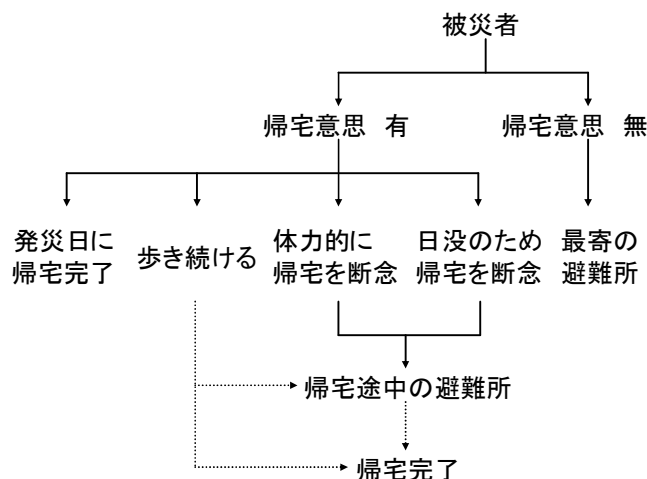 被災者
帰宅意思 有
帰宅意思 無
発災日に
帰宅完了
歩き続ける
体力的に
帰宅を断念
日没のため
帰宅を断念
最寄の
避難所
帰宅途中の避難所
帰宅完了